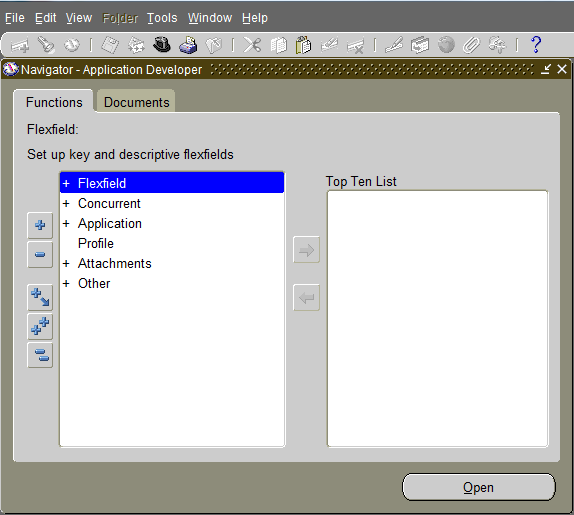 File Edit View Folder Tools Window Help
?
Navigator - Application Developer
Functions Documents
Flexfield:
Set up key and descriptive flexfields
Top Ten List
+ Flexfield
+ Concurrent
+ Application
Profile
+ Attachments
+ Other
Open